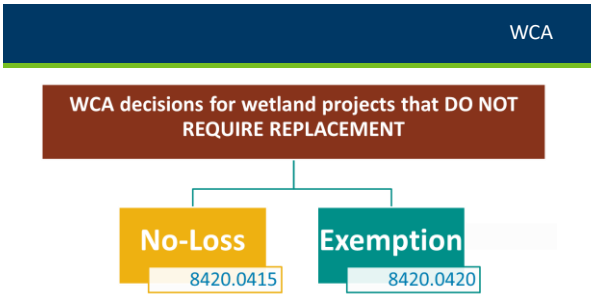 WCA
WCA decisions for wetland projects that DO NOT
REQUIRE REPLACEMENT
No-Loss
8420.0415
Exemption
8420.0420